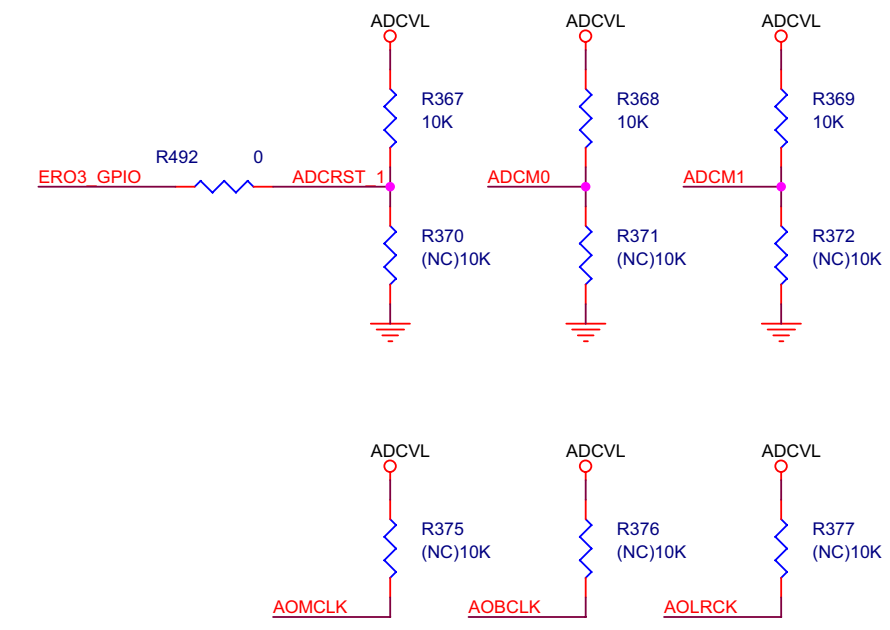 ADCVL ADCVL ADCVL
R367 R368 R369
10K 10K 10K
R492 0
ERO3_GPIO ADCRST_1 ADCM0 ADCM1
R370 R371 R372
(NC)10K (NC)10K (NC)10K
ADCVL ADCVL ADCVL
R375 R376 R377
(NC)10K (NC)10K (NC)10K
AOMCLK AOBCLK AOLRCK